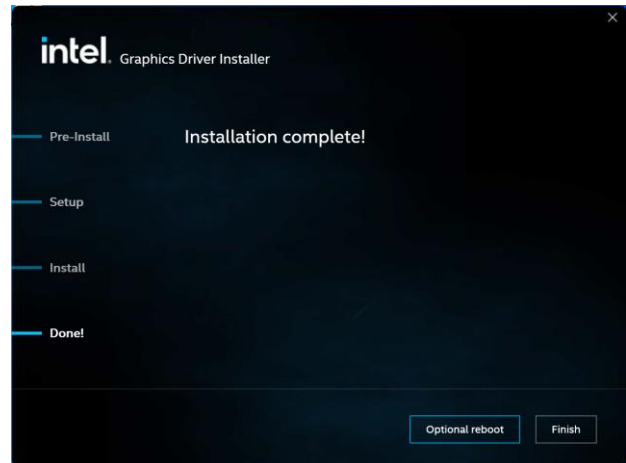 intel. Graphics Driver Installer
Pre-Install
Installation complete!
Setup
Install
Done!
Optional reboot
Finish